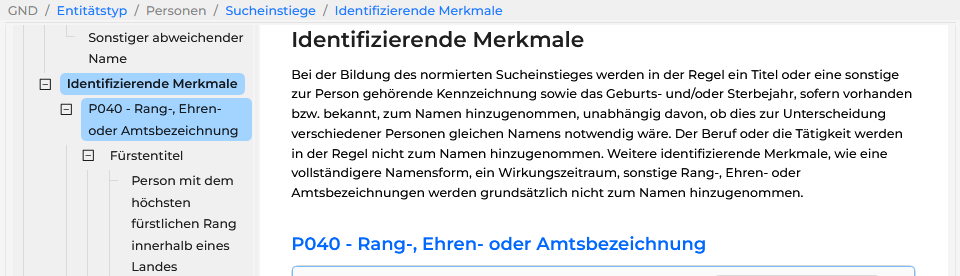 GND / Entitätstyp / Personen / Sucheinstiege / Identifizierende Merkmale
Sonstiger abweichender
Name
Identifizierende Merkmale
P040 - Rang-, Ehren-
oder Amtsbezeichnung
Fürstentitel
Person mit dem
höchsten
fürstlichen Rang
innerhalb eines
Landes
Identifizierende Merkmale
Bei der Bildung des normierten Sucheinstieges werden in der Regel ein Titel oder eine sonstige
zur Person gehörende Kennzeichnung sowie das Geburts- und/oder Sterbejahr, sofern vorhanden
bzw. bekannt, zum Namen hinzugenommen, unabhängig davon, ob dies zur Unterscheidung
verschiedener Personen gleichen Namens notwendig wäre. Der Beruf oder die Tätigkeit werden
in der Regel nicht zum Namen hinzugenommen. Weitere identifizierende Merkmale, wie eine
vollständigere Namensform, ein Wirkungszeitraum, sonstige Rang-, Ehren- oder
Amtsbezeichnungen werden grundsätzlich nicht zum Namen hinzugenommen.
P040 - Rang-, Ehren- oder Amtsbezeichnung